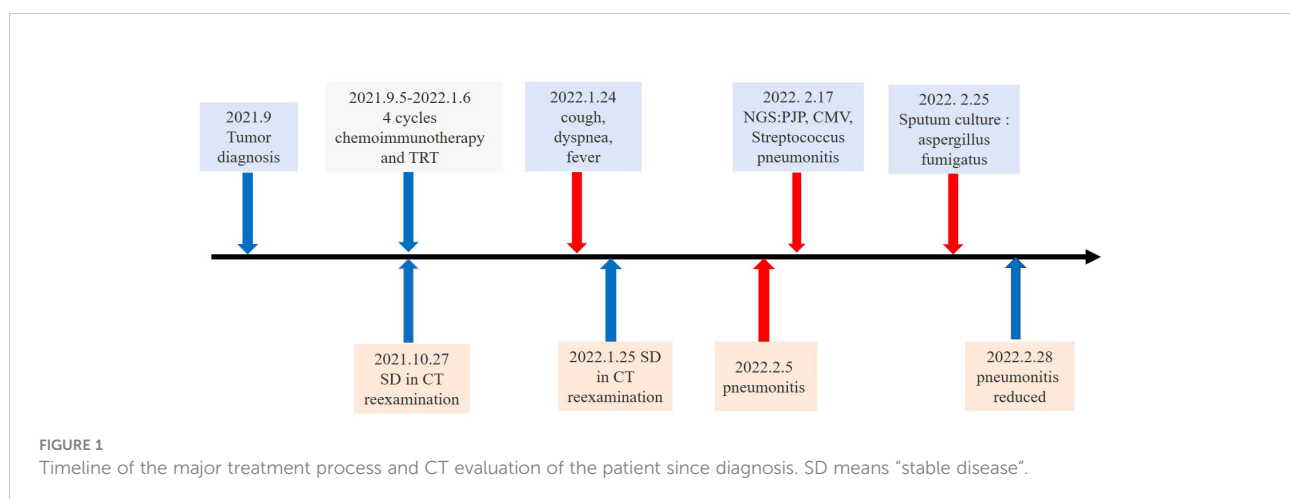 2021.9
Tumor
diagnosis
2021.9.5-2022.1.6
4 cycles
chemoimmunotherapy
and TRT
2022.1.24
cough,
dyspnea,
fever
2022. 2.17
NGS:PJP, CMV,
Streptococcus
pneumonitis
2022. 2.25
Sputum culture :
aspergillus
fumigatus
2021.10.27
SD in CT
reexamination
2022.1.25 SD
in CT
reexamination
2022.2.5
pneumonitis
2022.2.28
pneumonitis
reduced
FIGURE 1
Timeline of the major treatment process and CT evaluation of the patient since diagnosis. SD means “stable disease”.